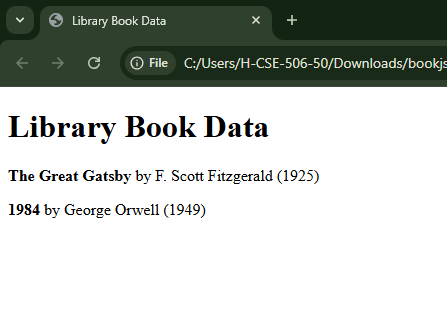 Library Book Data
File C:/Users/H-CSE-506-50/Downloads/bookjs
Library Book Data
The Great Gatsby by F. Scott Fitzgerald (1925)
1984 by George Orwell (1949)